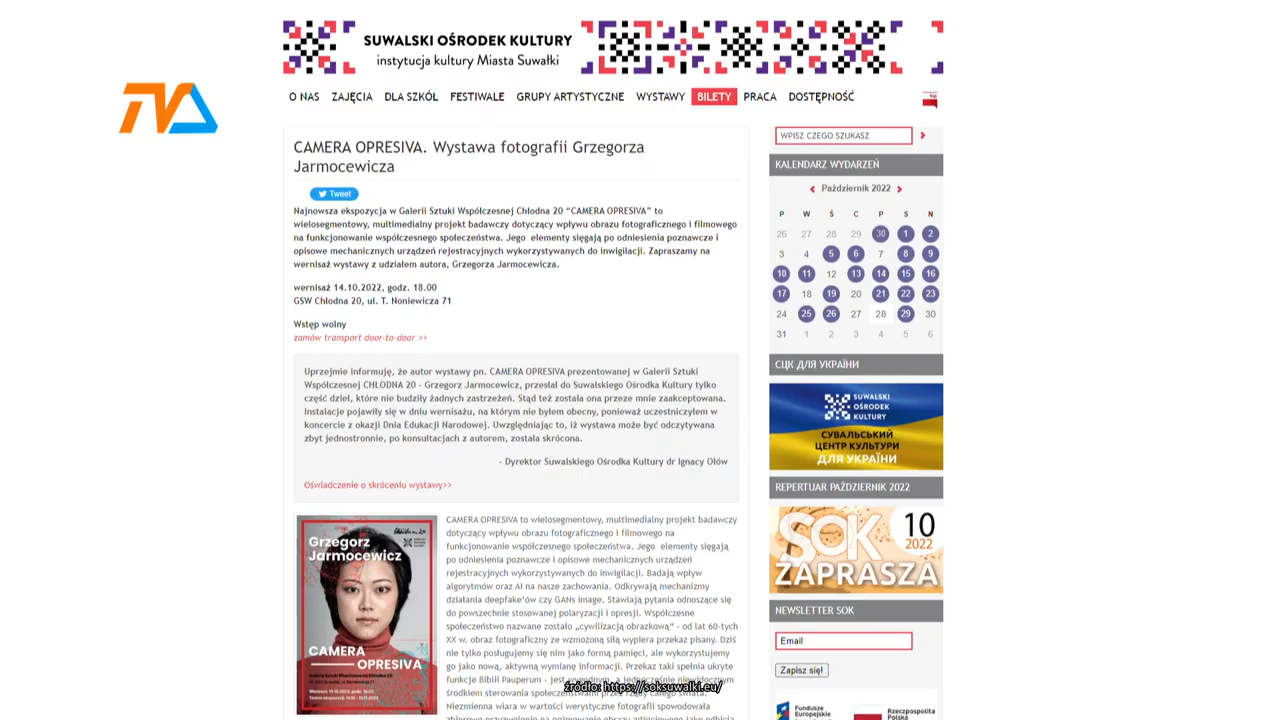 SUWALSKI OŚRODEK KULTURY
instytucja kultury Miasta Suwałki
TVA
O NAS ZAJĘCIA DLA SZKÓŁ FESTIWALE GRUPY ARTYSTYCZNE WYSTAWY BILETY PRACA DOSTĘPNOŚĆ
bip
CAMERA OPRESIVA. Wystawa fotografii Grzegorza
Jarmocewicza
Tweet
Najnowsza ekspozycja w Galerii Sztuki Współczesnej Chłodna 20 “CAMERA OPRESIVA” to
wielosegmentowy, multimedialny projekt badawczy dotyczący wpływu obrazu fotograficznego i filmowego
na funkcjonowanie współczesnego społeczeństwa. Jego elementy sięgają po odniesienia poznawcze i
opisowe mechanicznych urządzeń rejestracyjnych wykorzystywanych do inwigilacji. Zapraszamy na
wernisaż wystawy z udziałem autora, Grzegorza Jarmocewicza.
wernisaż 14.10.2022, godz. 18.00
GSW Chłodna 20, ul. T. Noniewicza 71
Wstęp wolny
zamów transport door-to-door >>
Uprzejmie informuję, że autor wystawy pn. CAMERA OPRESIVA prezentowanej w Galerii Sztuki
Współczesnej CHŁODNA 20 - Grzegorz Jarmocewicz, przesłał do Suwalskiego Ośrodka Kultury tylko
część dzieł, które nie budziły żadnych zastrzeżeń. Stąd też została ona przeze mnie zaakceptowana.
Instalacje pojawiły się w dniu wernisażu, na którym nie byłem obecny, ponieważ uczestniczyłem w
koncercie z okazji Dnia Edukacji Narodowej. Uwzględniając to, iż wystawa może być odczytywana
zbyt jednostronnie, po konsultacjach z autorem, została skrócona.
- Dyrektor Suwalskiego Ośrodka Kultury dr Ignacy Ołów
Oświadczenie o skróceniu wystawy>>
Grzegorz
Jarmocewicz
CAMERA
OPRESIVA
CAMERA OPRESIVA to wielosegmentowy, multimedialny projekt badawczy
dotyczący wpływu obrazu fotograficznego i filmowego na
funkcjonowanie współczesnego społeczeństwa. Jego elementy sięgają
po odniesienia poznawcze i opisowe mechanicznych urządzeń
rejestracyjnych wykorzystywanych do inwigilacji. Badają wpływ
algorytmów oraz AI na nasze zachowania. Odkrywają mechanizmy
działania deepfake’ów czy GANs image. Stawiają pytania odnoszące się
do powszechnie stosowanej polaryzacji i opresji. Współczesne
społeczeństwo nazwane zostało „cywilizacją obrazkową“ - od lat 60-tych
XX w. obraz fotograficzny ze wzmożoną siłą wypiera przekaz pisany. Dziś
nie tylko posługujemy się nim jako formą pamięci, ale wykorzystujemy
go jako nową, aktywną wymianę informacji. Przekaz taki spełnia ukryte
funkcje Biblii Pauperum - jest wygodnym, a jednocześnie niewidocznym
środkiem sterowania społeczeństwami przez rządy całego świata.
Niezmienna wiara w wartości werystyczne fotografii spowodowała
źródło: https://soksuwalki.eu/
WPISZ CZEGO SZUKASZ
KALENDARZ WYDARZEŃ
Październik 2022
P W Ś C P S N
26 27 28 29 30 1 2
3 4 5 6 7 8 9
10 11 12 13 14 15 16
17 18 19 20 21 22 23
24 25 26 27 28 29 30
31 1 2 3 4 5 6
СЦК ДЛЯ УКРАЇНИ
SUWALSKI
OŚRODEK
KULTURY
СУВАЛЬСЬКИЙ
ЦЕНТР КУЛЬТУРИ
ДЛЯ УКРАЇНИ
REPERTUAR PAŹDZIERNIK 2022
SOK
10
2022
ZAPRASZA
NEWSLETTER SOK
Email
Zapisz się!
Fundusze
Europejskie
Rzeczpospolita
Polska